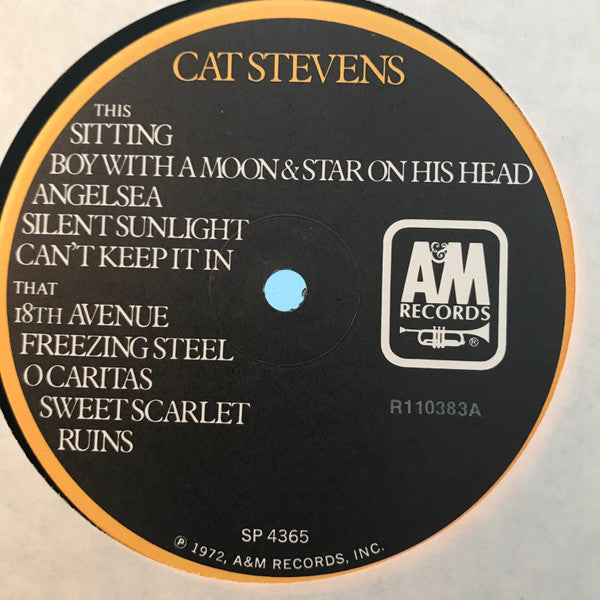 CAT STEVENS
THIS
SITTING
BOY WITH A MOON & STAR ON HIS HEAD
ANGELSEA
SILENT SUNLIGHT
CAN'T KEEP IT IN
THAT
18TH AVENUE
FREEZING STEEL
O CARITAS
SWEET SCARLET
RUINS
A&M
RECORDS
®
R110383A
SP 4365
℗ 1972, A&M RECORDS, INC.